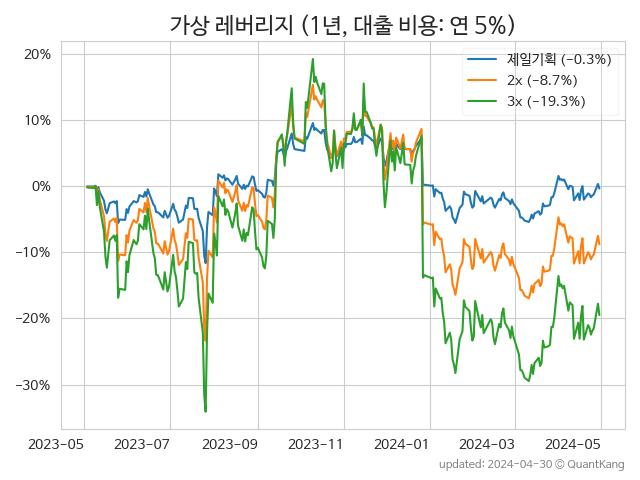 가상 레버리지 (1년, 대출 비용: 연 5%)
제일기획 (−0.3%)
2x (−8.7%)
3x (−19.3%)
20%
10%
0%
−10%
−20%
−30%
2023-05 2023-07 2023-09 2023-11 2024-01 2024-03 2024-05
updated: 2024-04-30 © QuantKang